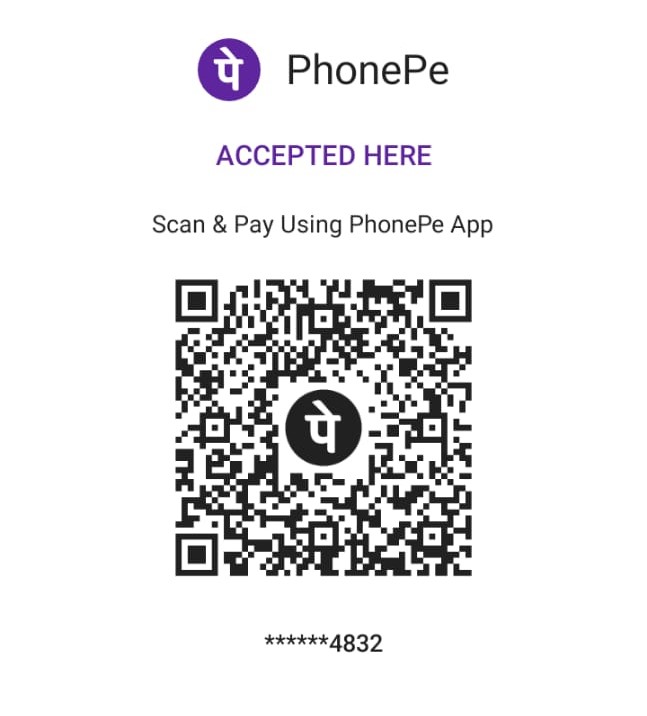 पे PhonePe
ACCEPTED HERE
Scan & Pay Using PhonePe App
पे
******4832